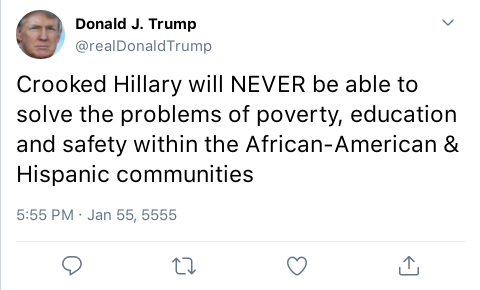 Donald J. Trump
@realDonaldTrump
Crooked Hillary will NEVER be able to
solve the problems of poverty, education
and safety within the African-American &
Hispanic communities
5:55 PM · Jan 55, 5555